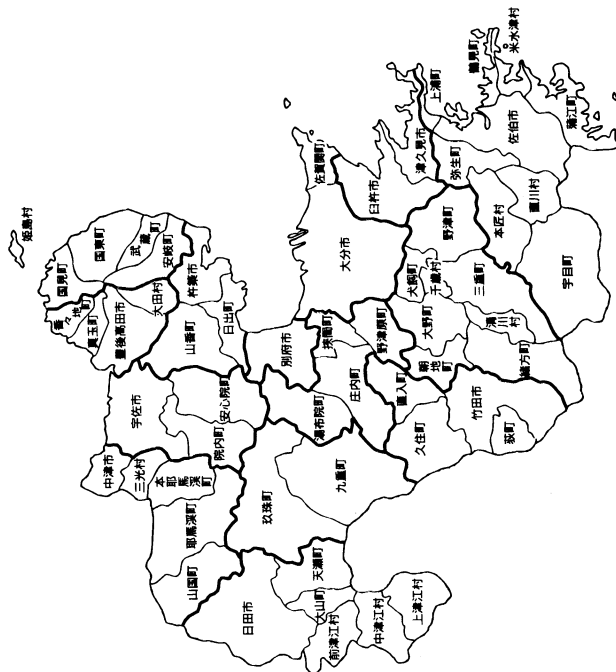 姫島村
国見町
国東町
武蔵町
安岐町
香々地町
真玉町
豊後高田市
大田村
杵築市
山香町
日出町
宇佐市
安心院町
院内町
中津市
三光村
本耶馬渓町
耶馬渓町
山国町
日田市
天瀬町
大山町
前津江村
中津江村
上津江村
玖珠町
九重町
湯布院町
庄内町
挾間町
別府市
大分市
野津原町
佐賀関町
臼杵市
津久見市
上浦町
弥生町
佐伯市
鶴見町
米水津村
蒲江町
直川村
本匠村
宇目町
野津町
犬飼町
千歳村
三重町
大野町
清川村
朝地町
緒方町
直入町
久住町
竹田市
荻町